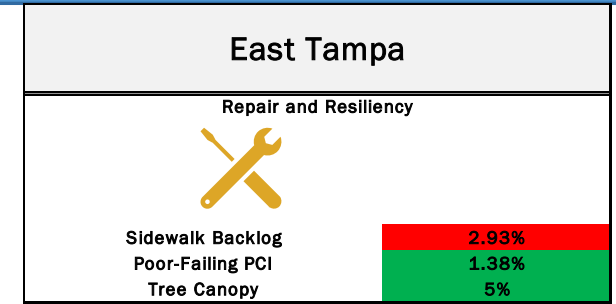 East Tampa
Repair and Resiliency
Sidewalk Backlog 2.93%
Poor-Failing PCI 1.38%
Tree Canopy 5%